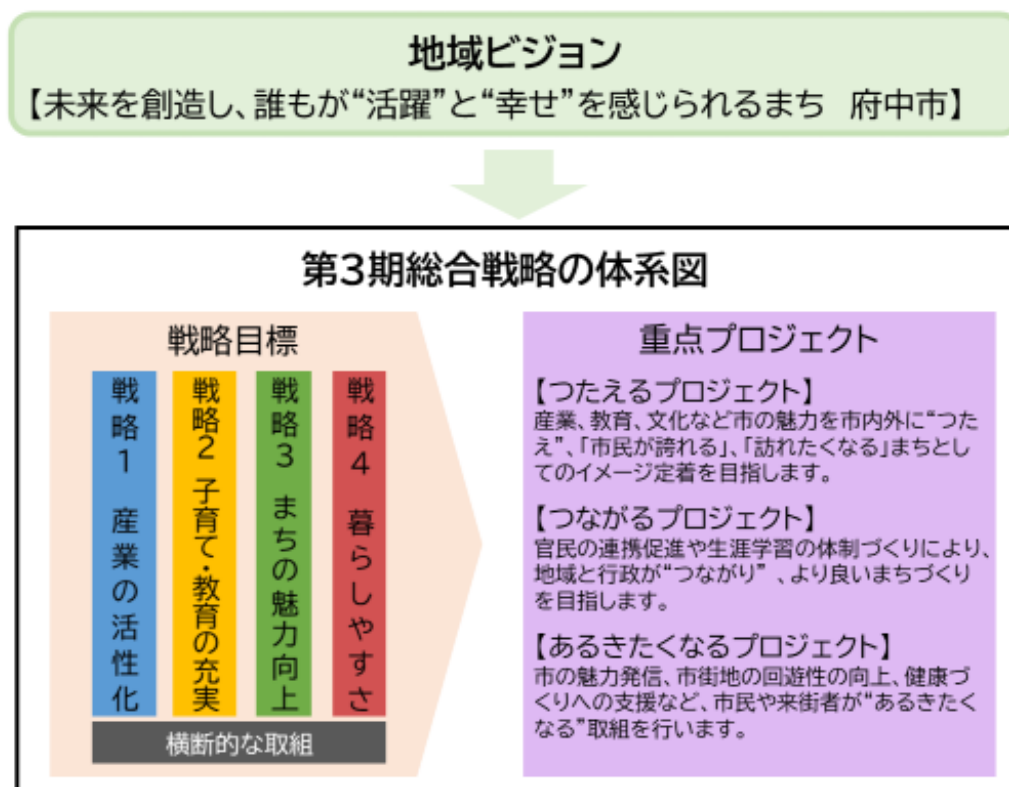 地域ビジョン
【未来を創造し、誰もが“活躍”と“幸せ”を感じられるまち　府中市】
第3期総合戦略の体系図
戦略目標
戦略1　産業の活性化
戦略2　子育て・教育の充実
戦略3　まちの魅力向上
戦略4　暮らしやすさ
横断的な取組
重点プロジェクト
【つたえるプロジェクト】
産業、教育、文化など市の魅力を市内外に“つた
え”、「市民が誇れる」、「訪れたくなる」まちとし
てのイメージ定着を目指します。
【つながるプロジェクト】
官民の連携促進や生涯学習の体制づくりにより、
地域と行政が“つながり” 、より良いまちづくり
を目指します。
【あるきたくなるプロジェクト】
市の魅力発信、市街地の回遊性の向上、健康づ
くりへの支援など、市民や来街者が“あるきたく
なる”取組を行います。